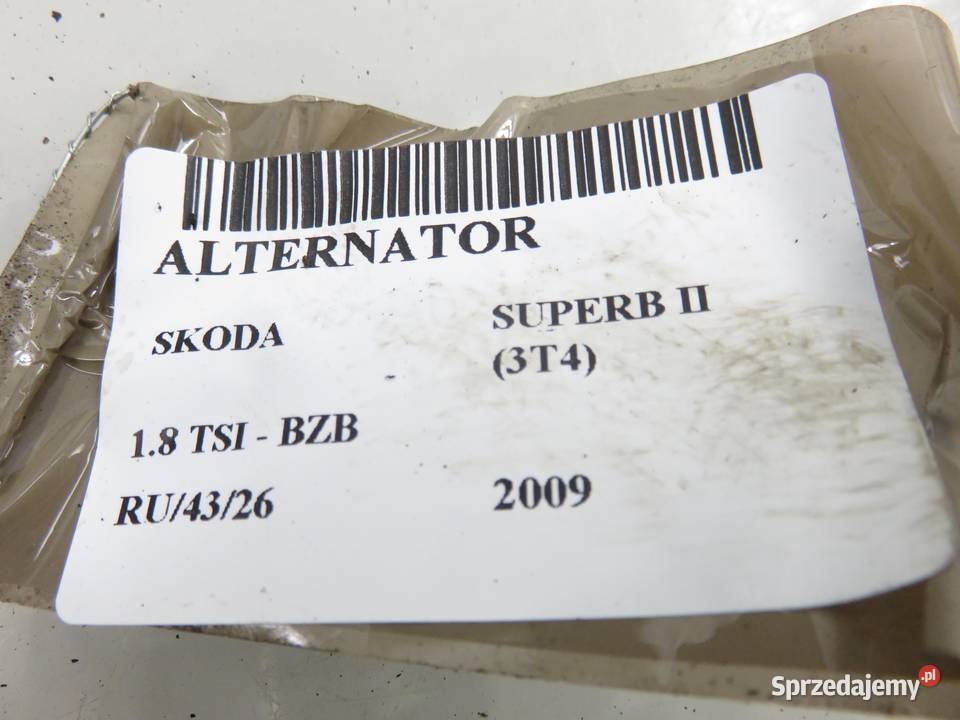 ALTERNATOR
SKODA
SUPERB II
(3T4)
1.8 TSI - BZB
RU/43/26
2009
Sprzedajemy.pl